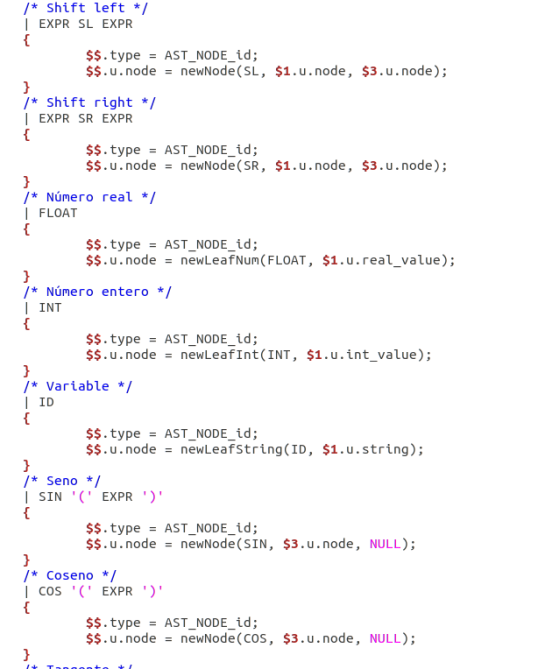 /* Shift left */
| EXPR SL EXPR
{
        $$.type = AST_NODE_id;
        $$.u.node = newNode(SL, $1.u.node, $3.u.node);
}
/* Shift right */
| EXPR SR EXPR
{
        $$.type = AST_NODE_id;
        $$.u.node = newNode(SR, $1.u.node, $3.u.node);
}
/* Número real */
| FLOAT
{
        $$.type = AST_NODE_id;
        $$.u.node = newLeafNum(FLOAT, $1.u.real_value);
}
/* Número entero */
| INT
{
        $$.type = AST_NODE_id;
        $$.u.node = newLeafInt(INT, $1.u.int_value);
}
/* Variable */
| ID
{
        $$.type = AST_NODE_id;
        $$.u.node = newLeafString(ID, $1.u.string);
}
/* Seno */
| SIN '(' EXPR ')'
{
        $$.type = AST_NODE_id;
        $$.u.node = newNode(SIN, $3.u.node, NULL);
}
/* Coseno */
| COS '(' EXPR ')'
{
        $$.type = AST_NODE_id;
        $$.u.node = newNode(COS, $3.u.node, NULL);
}
/* Tangente */